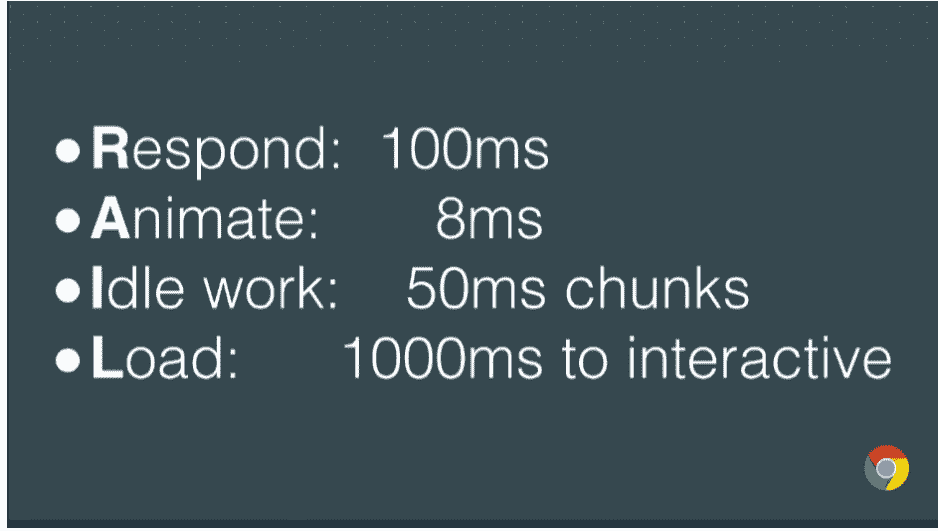 • Respond: 100ms
• Animate: 8ms
• Idle work: 50ms chunks
• Load: 1000ms to interactive